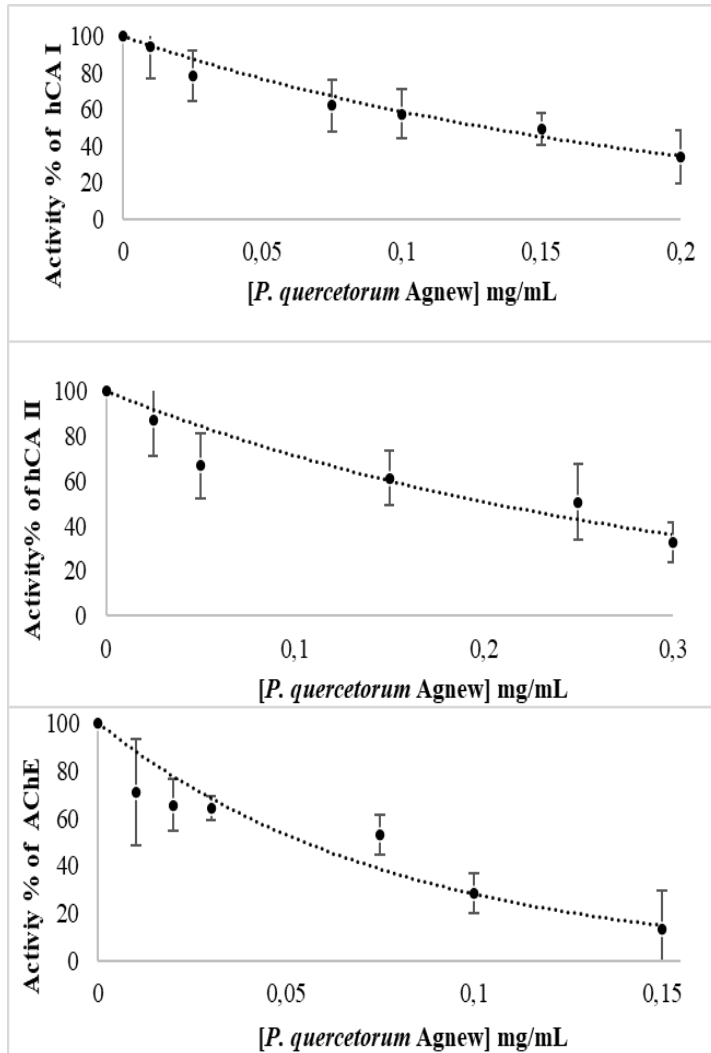 Activity % of hCA I
100
80
60
40
20
0
0 0,05 0,1 0,15 0,2
[P. quercetorum Agnew] mg/mL
Activity% of hCA II
100
80
60
40
20
0
0 0,1 0,2 0,3
[P. quercetorum Agnew] mg/mL
Activiy % of AChE
100
80
60
40
20
0
0 0,05 0,1 0,15
[P. quercetorum Agnew] mg/mL